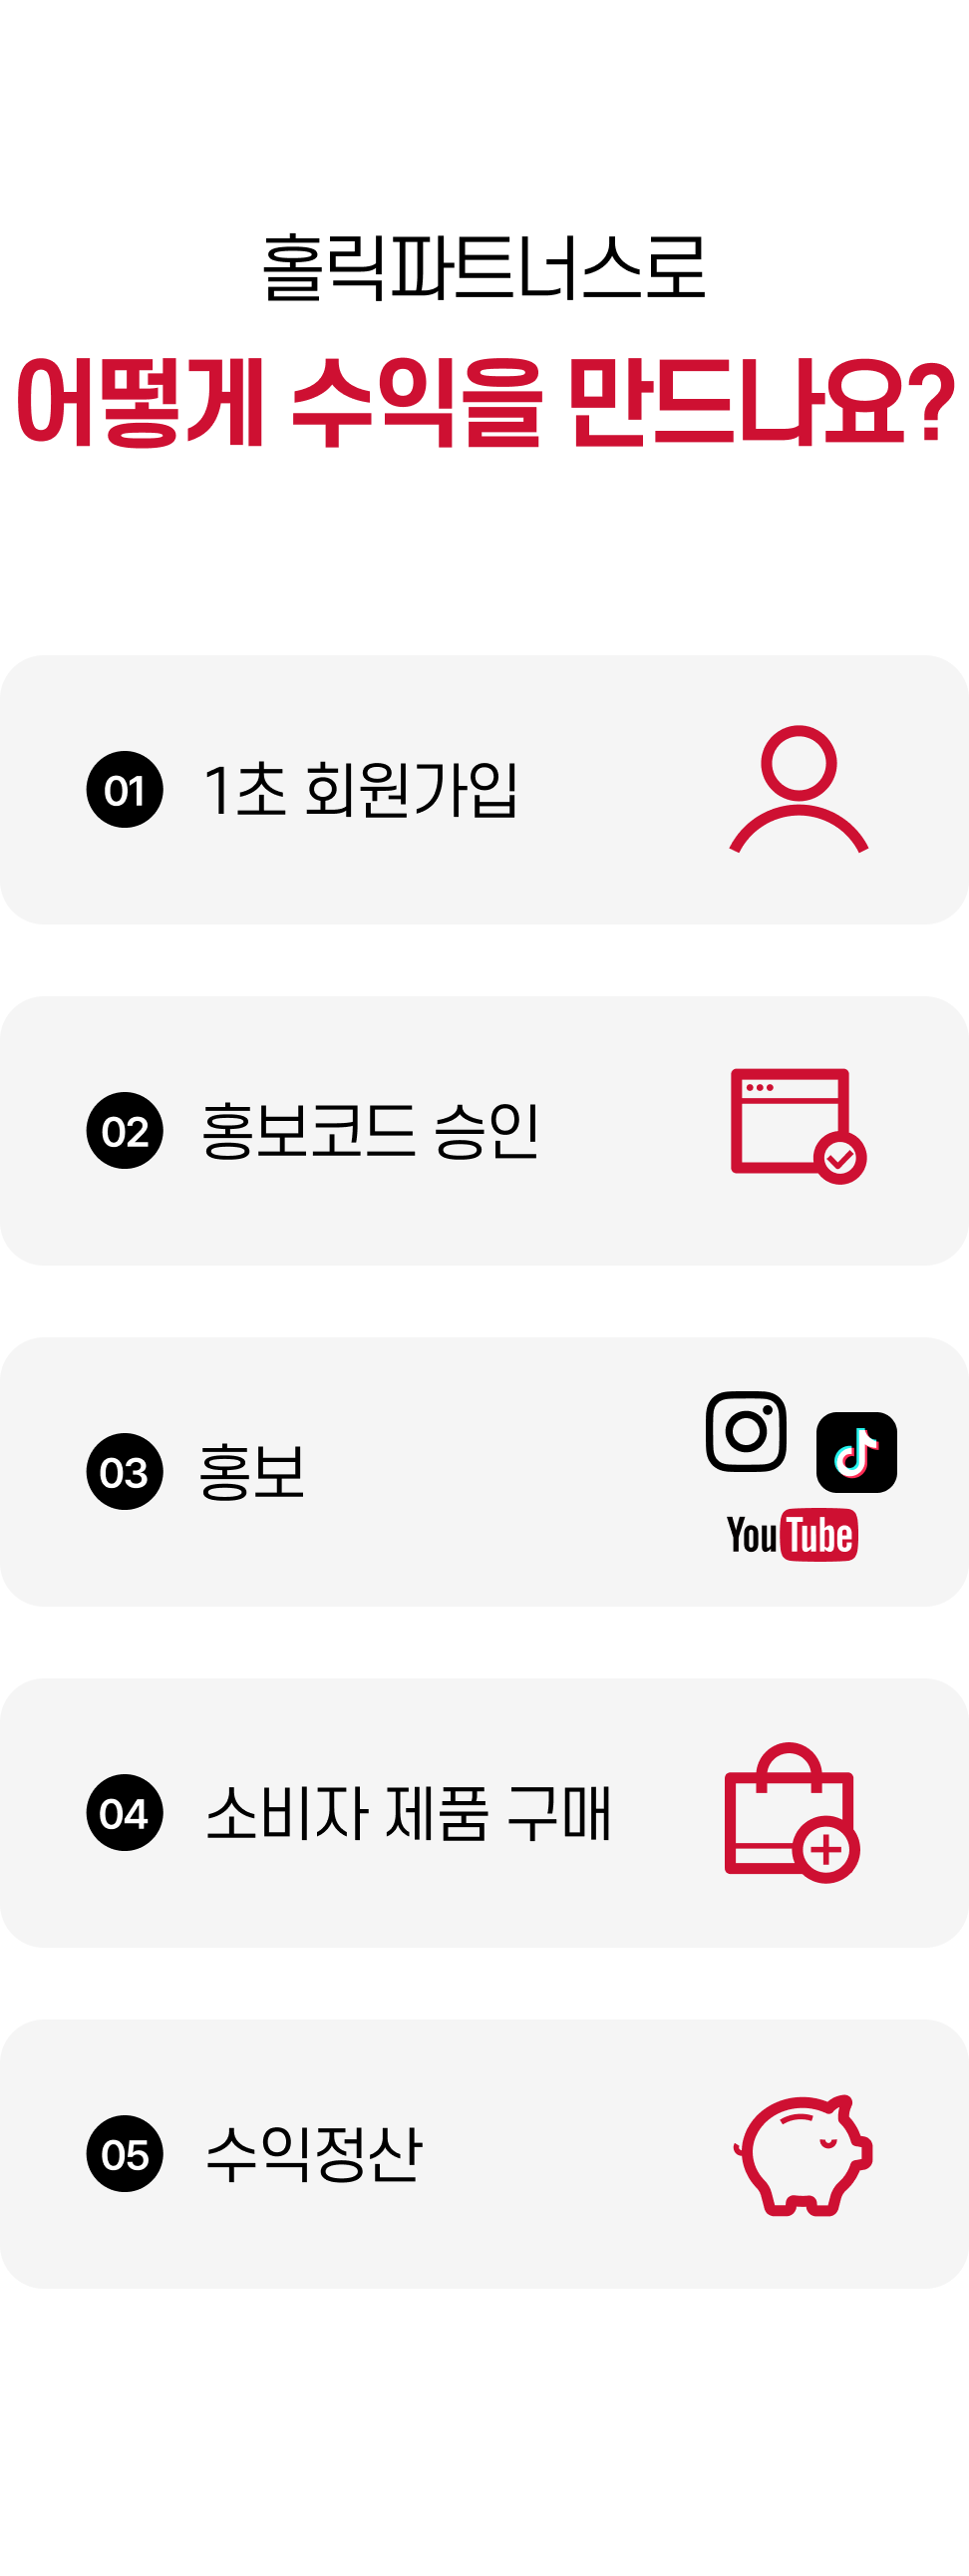 홀릭파트너스로
어떻게 수익을 만드나요?
01 1초 회원가입
02 홍보코드 승인
03 홍보
YouTube
04 소비자 제품 구매
05 수익정산